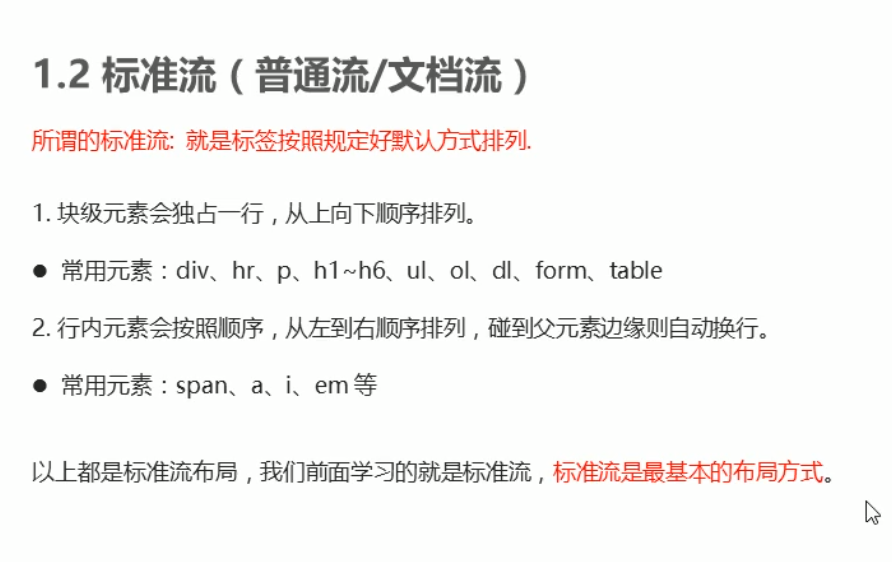 1.2 标准流（普通流/文档流）
所谓的标准流: 就是标签按照规定好默认方式排列.
1. 块级元素会独占一行，从上向下顺序排列。
● 常用元素：div、hr、p、h1~h6、ul、ol、dl、form、table
2. 行内元素会按照顺序，从左到右顺序排列，碰到父元素边缘则自动换行。
● 常用元素：span、a、i、em 等
以上都是标准流布局，我们前面学习的就是标准流，标准流是最基本的布局方式。